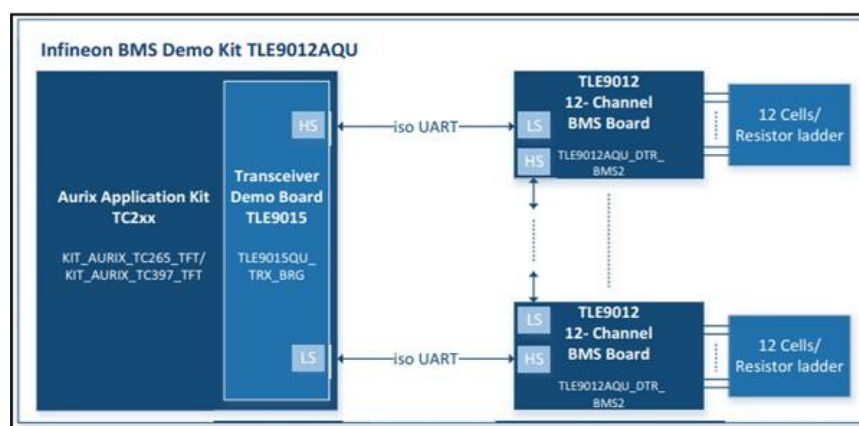 Infineon BMS Demo Kit TLE9012AQU
Aurix Application Kit
TC2xx
KIT_AURIX_TC265_TFT/
KIT_AURIX_TC397_TFT
HS
Transceiver
Demo Board
TLE9015
TLE9015QU_
TRX_BRG
LS
iso UART
TLE9012
12- Channel
BMS Board
LS
HS
TLE9012AQU_DTR_
BMS2
12 Cells/
Resistor ladder
iso UART
TLE9012
12- Channel
BMS Board
LS
HS
TLE9012AQU_DTR_
BMS2
12 Cells/
Resistor ladder